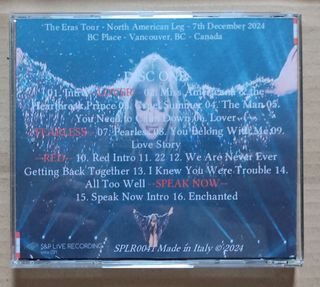 The Eras Tour - North American Leg - 7th December 2024
BC Place - Vancouver, BC - Canada
DISC ONE
01. Intro --LOVER-- 02. Miss Americana & the
Heartbreak Prince 03. Cruel Summer 04. The Man 05.
You Need to Calm Down 06. Lover
--FEARLESS-- 07. Fearless 08. You Belong With Me 09.
Love Story
--RED-- 10. Red Intro 11. 22 12. We Are Never Ever
Getting Back Together 13. I Knew You Were Trouble 14.
All Too Well --SPEAK NOW--
15. Speak Now Intro 16. Enchanted
S&P LIVE RECORDING
SPLR0041 Made in Italy © 2024